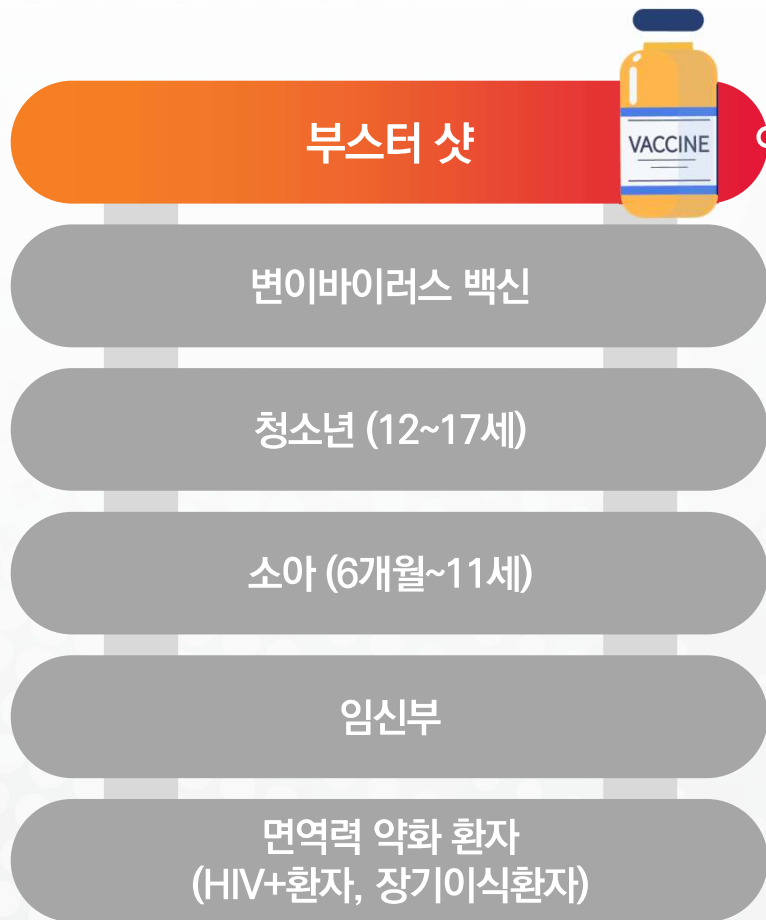 부스터 샷
VACCINE
변이바이러스 백신
청소년 (12~17세)
소아 (6개월~11세)
임신부
면역력 약화 환자
(HIV+환자, 장기이식환자)